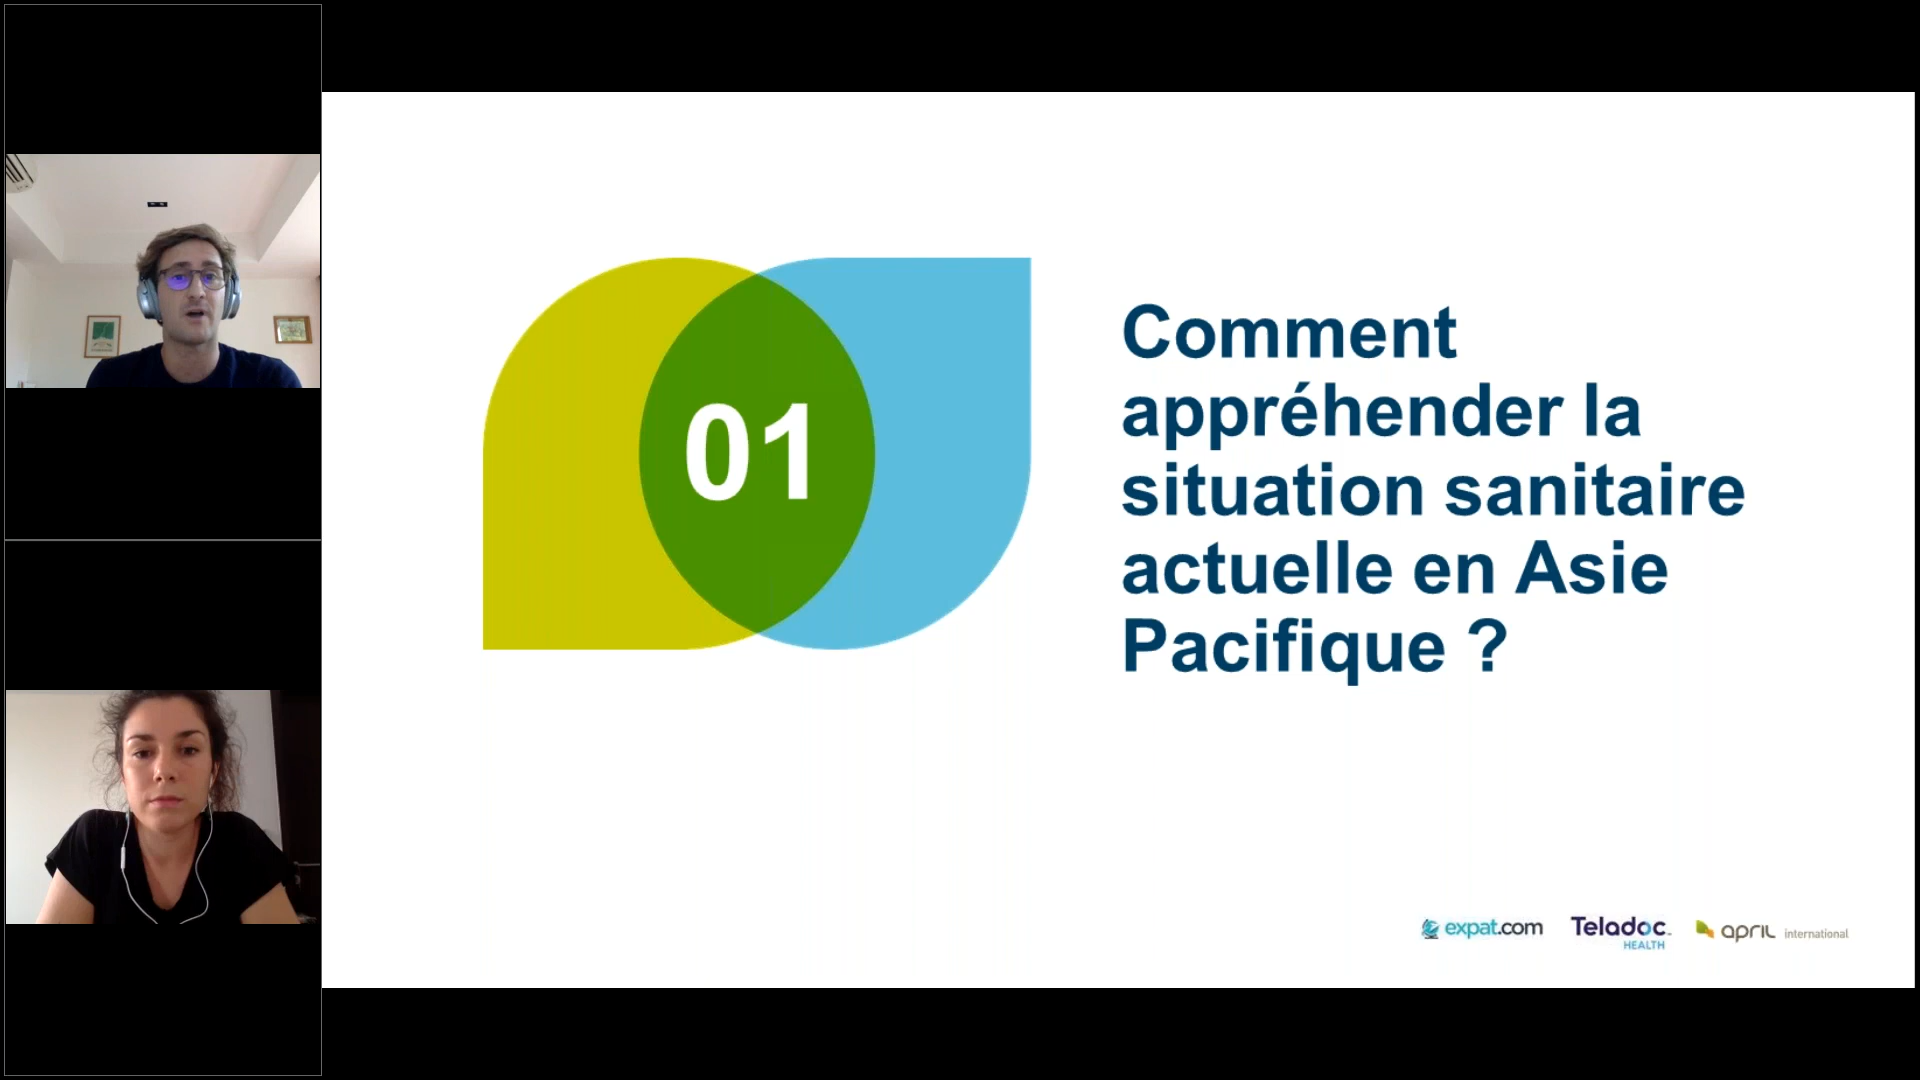 01
Comment
appréhender la
situation sanitaire
actuelle en Asie
Pacifique ?
expat.com
Teladoc
HEALTH
april international